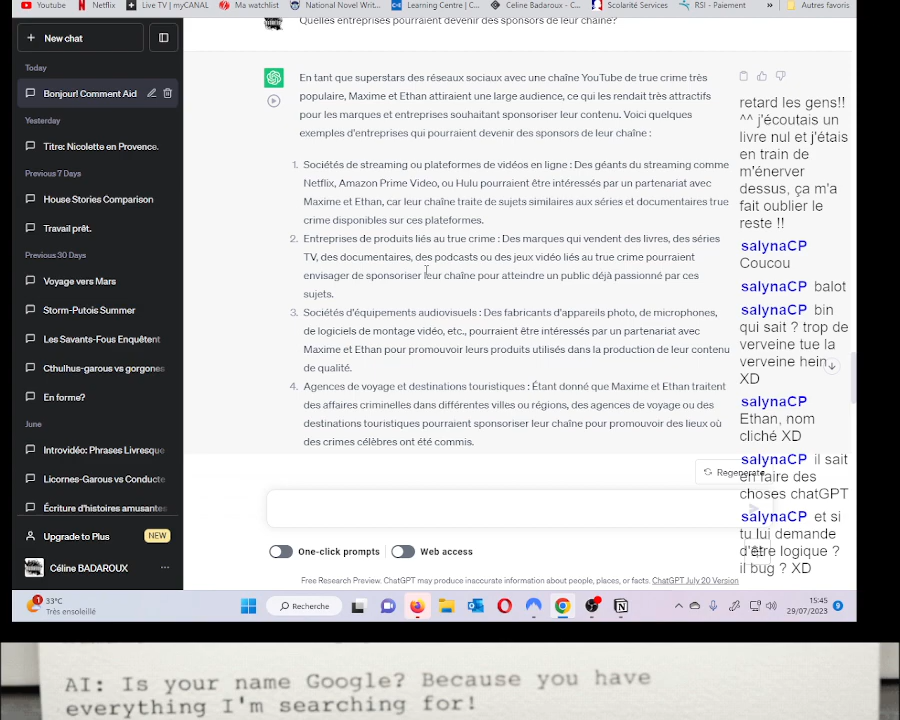 Youtube
Netflix
Live TV | myCANAL
Ma watchlist
National Novel Writ...
Learning Centre | C...
Celine Badaroux - C...
Scolarité Services
RSI - Paiement
»
Autres favoris
Quelles entreprises pourraient devenir des sponsors de leur chaîne?
+ New chat
Today
Bonjour! Comment Aid
Yesterday
Titre: Nicolette en Provence.
Previous 7 Days
House Stories Comparison
Travail prêt.
Previous 30 Days
Voyage vers Mars
Storm-Putois Summer
Les Savants-Fous Enquêtent
Cthulhus-garous vs gorgones
En forme?
June
Introvidéo: Phrases Livresque
Licornes-Garous vs Conducte
Écriture d'histoires amusantes
Upgrade to Plus
NEW
Céline BADAROUX
...
En tant que superstars des réseaux sociaux avec une chaîne YouTube de true crime très
populaire, Maxime et Ethan attiraient une large audience, ce qui les rendait très attractifs
pour les marques et entreprises souhaitant sponsoriser leur contenu. Voici quelques
exemples d'entreprises qui pourraient devenir des sponsors de leur chaîne :
1. Sociétés de streaming ou plateformes de vidéos en ligne : Des géants du streaming comme
Netflix, Amazon Prime Video, ou Hulu pourraient être intéressés par un partenariat avec
Maxime et Ethan, car leur chaîne traite de sujets similaires aux séries et documentaires true
crime disponibles sur ces plateformes.
2. Entreprises de produits liés au true crime : Des marques qui vendent des livres, des séries
TV, des documentaires, des podcasts ou des jeux vidéo liés au true crime pourraient
envisager de sponsoriser leur chaîne pour atteindre un public déjà passionné par ces
sujets.
3. Sociétés d'équipements audiovisuels : Des fabricants d'appareils photo, de microphones,
de logiciels de montage vidéo, etc., pourraient être intéressés par un partenariat avec
Maxime et Ethan pour promouvoir leurs produits utilisés dans la production de leur contenu
de qualité.
4. Agences de voyage et destinations touristiques : Étant donné que Maxime et Ethan traitent
des affaires criminelles dans différentes villes ou régions, des agences de voyage ou des
destinations touristiques pourraient sponsoriser leur chaîne pour promouvoir des lieux où
des crimes célèbres ont été commis.
Regenerate
One-click prompts
Web access
Free Research Preview. ChatGPT may produce inaccurate information about people, places, or facts. ChatGPT July 20 Version
retard les gens!!
^^ j'écoutais un
livre nul et j'étais
en train de
m'énerver
dessus, ça m'a
fait oublier le
reste !!
salynaCP
Coucou
salynaCP balot
salynaCP bin
qui sait ? trop de
verveine tue la
verveine hein
XD
salynaCP
Ethan, nom
cliché XD
salynaCP il sait
en faire des
choses chatGPT
salynaCP et si
tu lui demande
d'être logique ?
il bug ? XD
1
33°C
Très ensoleillé
Recherche
15:45
29/07/2023
9
AI: Is your name Google? Because you have
everything I'm searching for!